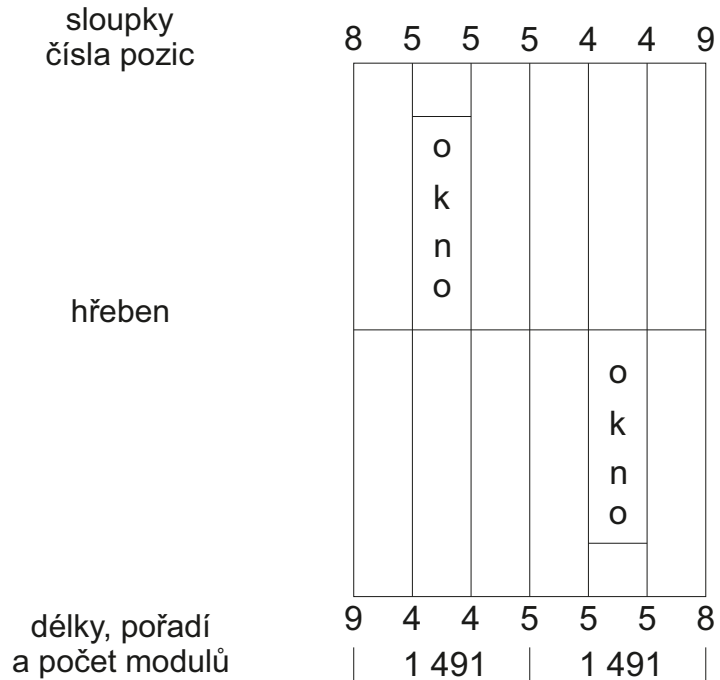 sloupky
čísla pozic
8 5 5 5 4 4 9
o
k
n
o
hřeben
o
k
n
o
9 4 4 5 5 5 8
délky, pořadí
a počet modulů
1 491 1 491